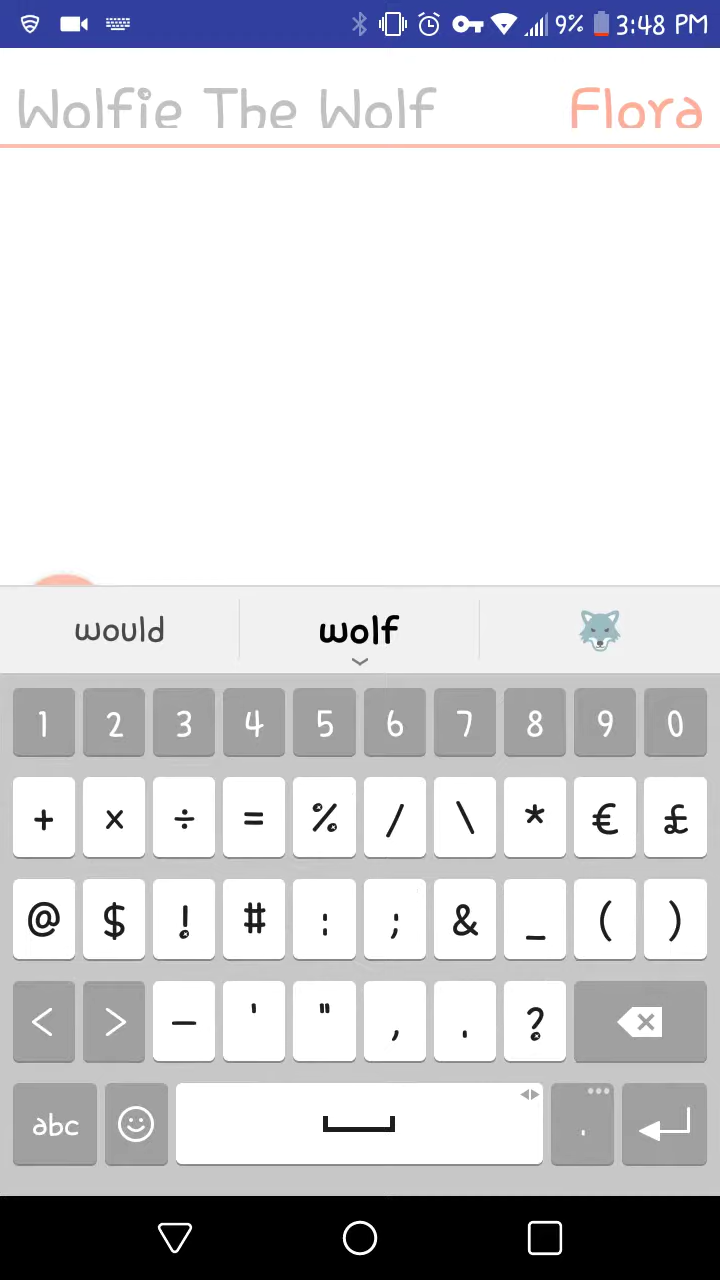 9% 3:48 PM
Wolfie The Wolf Flora
would wolf
1 2 3 4 5 6 7 8 9 0
+ × ÷ = % / \ * € £
@ $ ! # : ; & _ ( )
< > – ' " , . ?
abc .